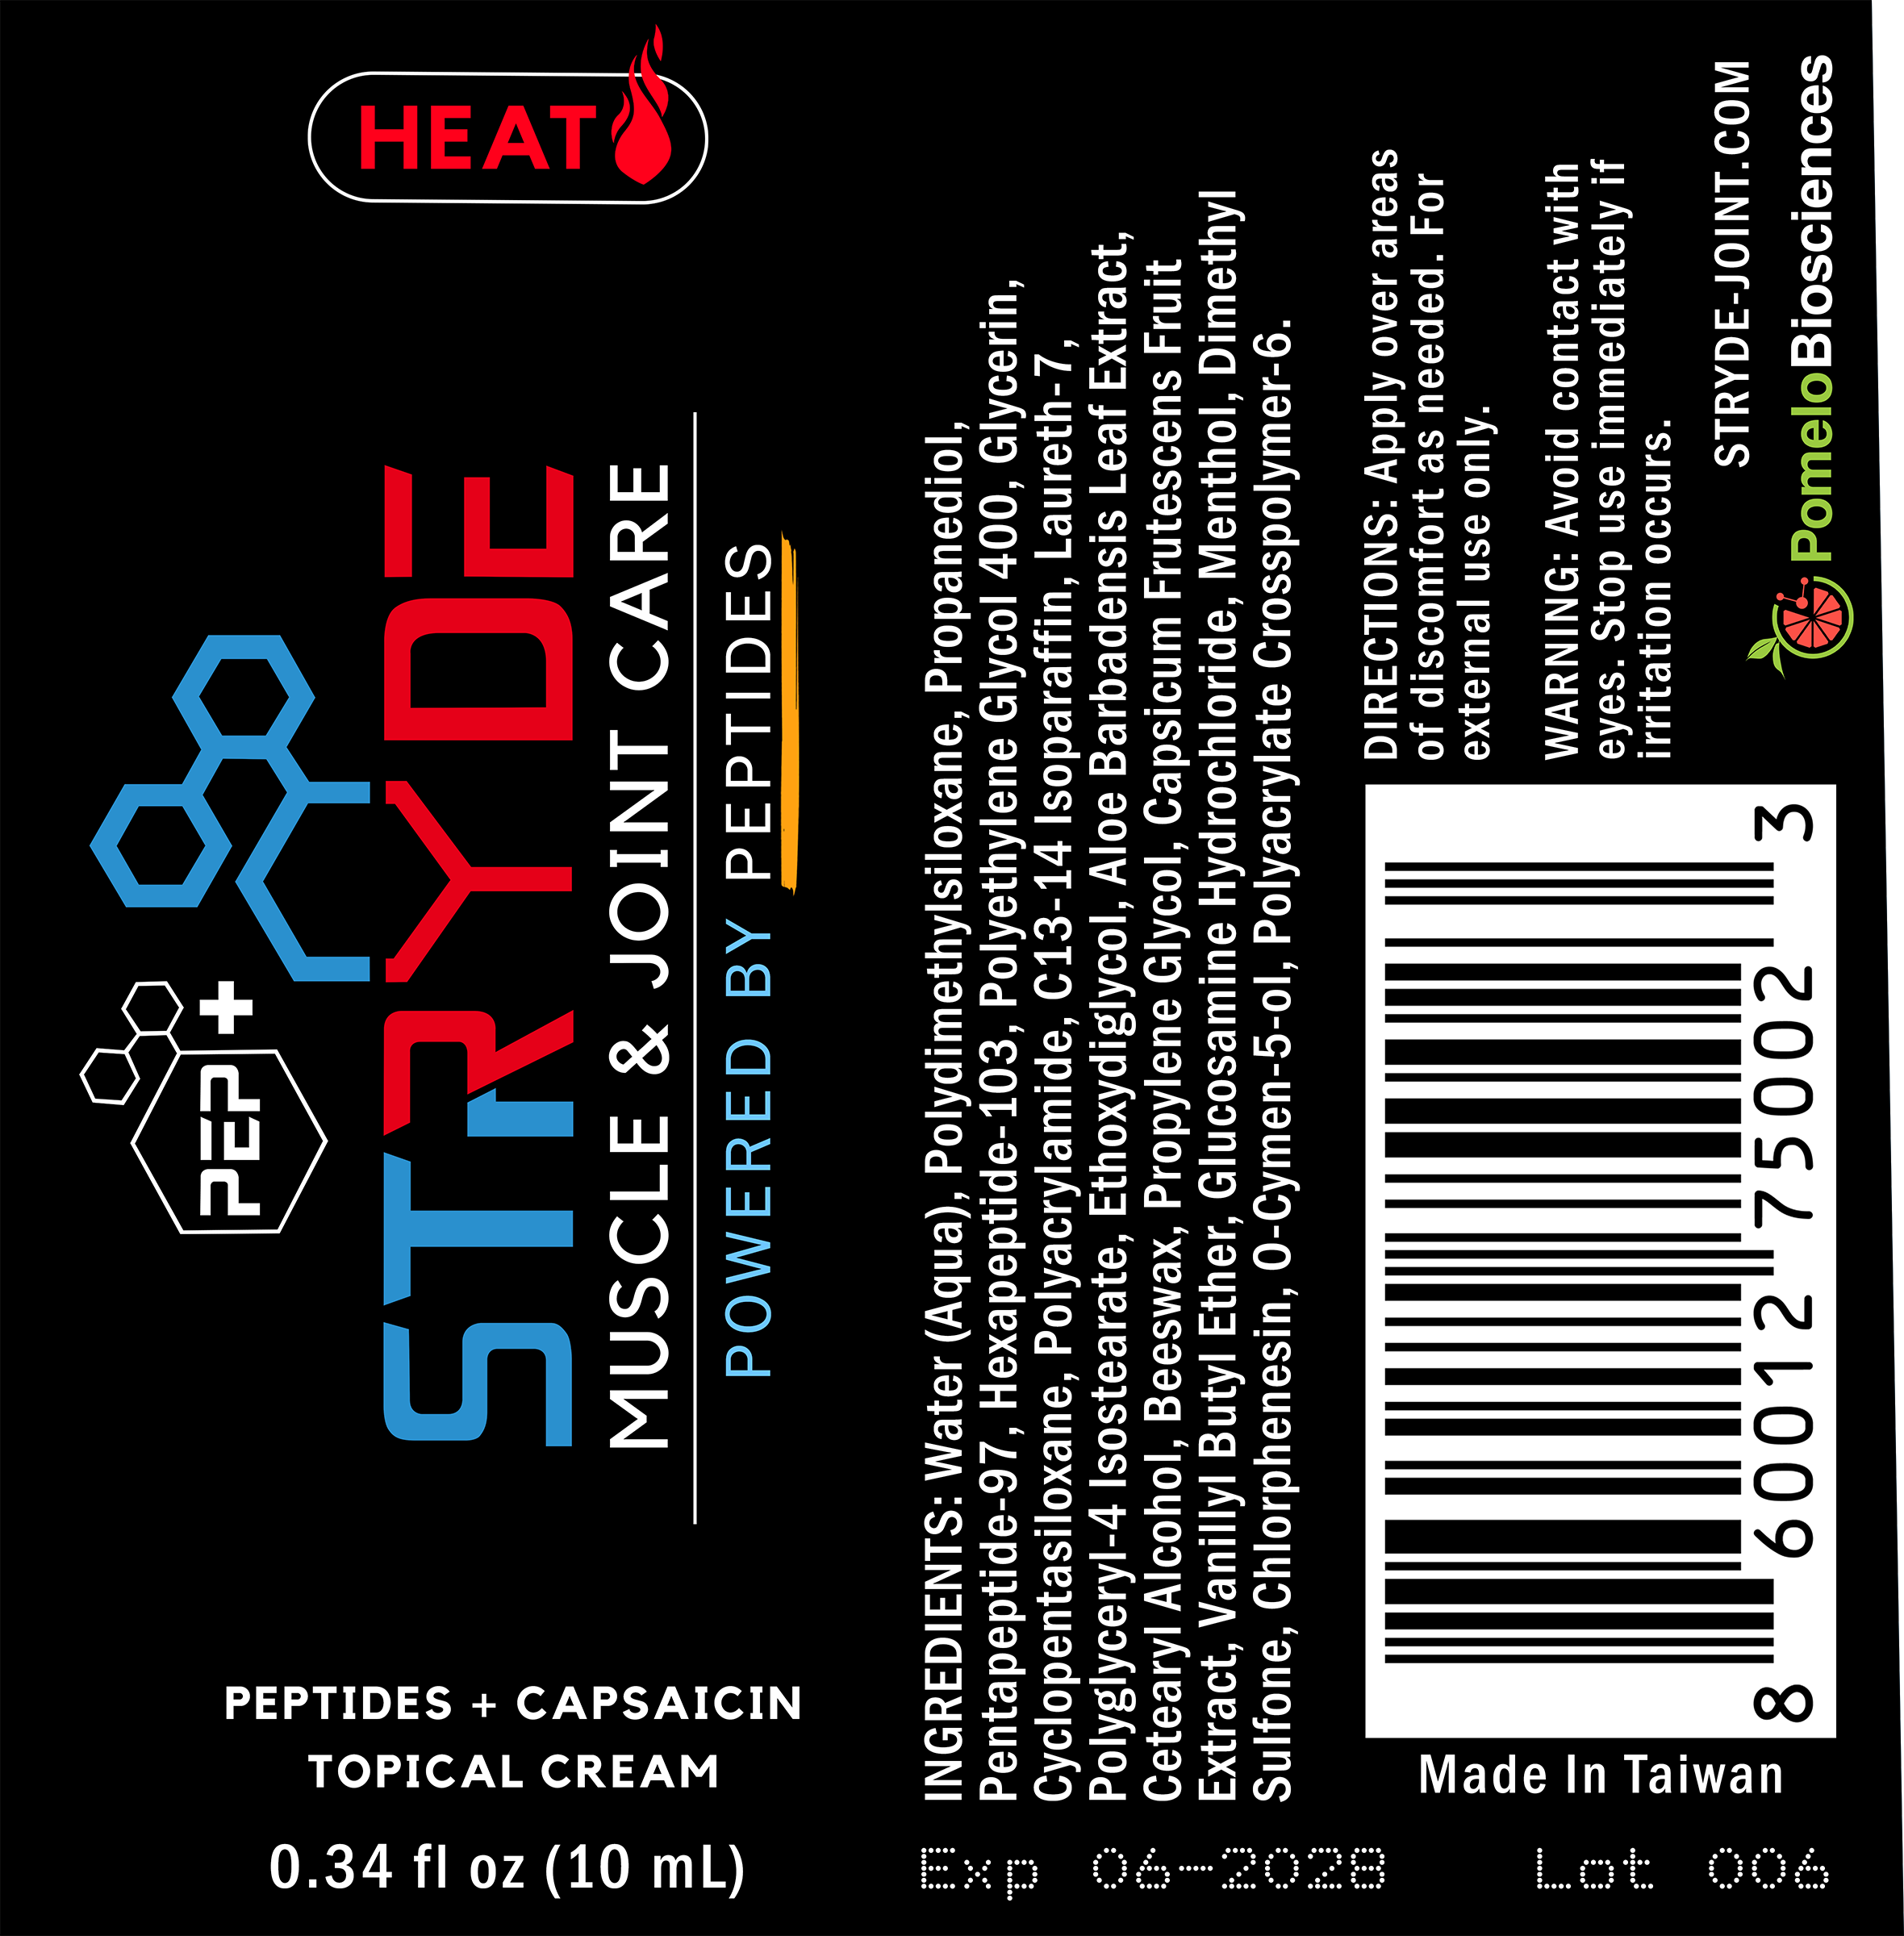 HEAT
PEP+
STRYDE
MUSCLE & JOINT CARE
POWERED BY PEPTIDES
PEPTIDES + CAPSAICIN
TOPICAL CREAM
0.34 fl oz (10 mL)
INGREDIENTS: Water (Aqua), Polydimethylsiloxane, Propanediol,
Pentapeptide-97, Hexapeptide-103, Polyethylene Glycol 400, Glycerin,
Cyclopentasiloxane, Polyacrylamide, C13-14 Isoparaffin, Laureth-7,
Polyglyceryl-4 Isostearate, Ethoxydiglycol, Aloe Barbadensis Leaf Extract,
Cetearyl Alcohol, Beeswax, Propylene Glycol, Capsicum Frutescens Fruit
Extract, Vanillyl Butyl Ether, Glucosamine Hydrochloride, Menthol, Dimethyl
Sulfone, Chlorphenesin, O-Cymen-5-ol, Polyacrylate Crosspolymer-6.
DIRECTIONS: Apply over areas
of discomfort as needed. For
external use only.
WARNING: Avoid contact with
eyes. Stop use immediately if
irritation occurs.
STRYDE-JOINT.COM
PomeloBiosciences
8 60012 75002 3
Made In Taiwan
Exp 06-2028 Lot 006